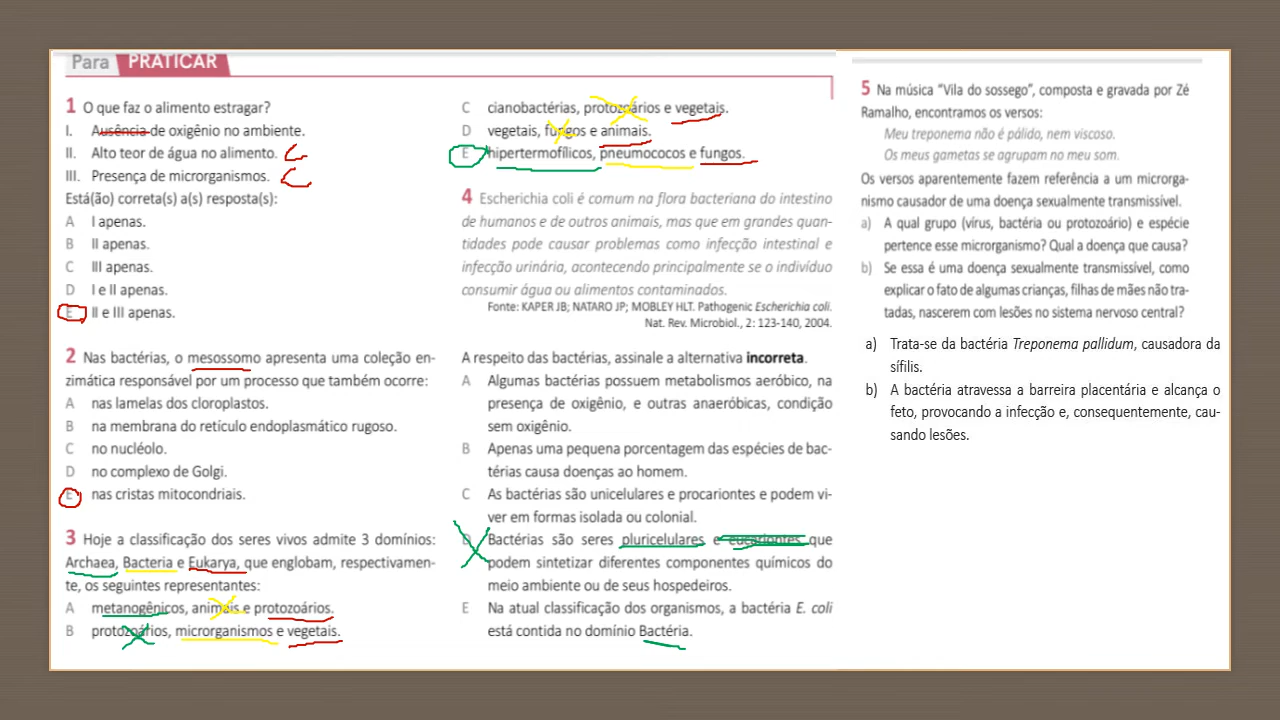 Para PRATICAR
1 O que faz o alimento estragar?
I. Ausência de oxigênio no ambiente.
II. Alto teor de água no alimento.
III. Presença de microrganismos.
Está(ão) correta(s) a(s) resposta(s):
A I apenas.
B II apenas.
C III apenas.
D I e II apenas.
E II e III apenas.
2 Nas bactérias, o mesossomo apresenta uma coleção en-
zimática responsável por um processo que também ocorre:
A nas lamelas dos cloroplastos.
B na membrana do retículo endoplasmático rugoso.
C no nucléolo.
D no complexo de Golgi.
E nas cristas mitocondriais.
3 Hoje a classificação dos seres vivos admite 3 domínios:
Archaea, Bacteria e Eukarya, que englobam, respectivamen-
te, os seguintes representantes:
A metanogênicos, animais e protozoários.
B protozoários, microrganismos e vegetais.
C cianobactérias, protozoários e vegetais.
D vegetais, fungos e animais.
E hipertermofílicos, pneumococos e fungos.
4 Escherichia coli é comum na flora bacteriana do intestino
de humanos e de outros animais, mas que em grandes quan-
tidades pode causar problemas como infecção intestinal e
infecção urinária, acontecendo principalmente se o indivíduo
consumir água ou alimentos contaminados.
Fonte: KAPER JB; NATARO JP; MOBLEY HLT. Pathogenic Escherichia coli.
Nat. Rev. Microbiol., 2: 123-140, 2004.
A respeito das bactérias, assinale a alternativa incorreta.
A Algumas bactérias possuem metabolismos aeróbico, na
presença de oxigênio, e outras anaeróbicas, condição
sem oxigênio.
B Apenas uma pequena porcentagem das espécies de bac-
térias causa doenças ao homem.
C As bactérias são unicelulares e procariontes e podem vi-
ver em formas isolada ou colonial.
D Bactérias são seres pluricelulares e eucariontes que
podem sintetizar diferentes componentes químicos do
meio ambiente ou de seus hospedeiros.
E Na atual classificação dos organismos, a bactéria E. coli
está contida no domínio Bactéria.
5 Na música “Vila do sossego”, composta e gravada por Zé
Ramalho, encontramos os versos:
Meu treponema não é pálido, nem viscoso.
Os meus gametas se agrupam no meu som.
Os versos aparentemente fazem referência a um microrga-
nismo causador de uma doença sexualmente transmissível.
a) A qual grupo (vírus, bactéria ou protozoário) e espécie
pertence esse microrganismo? Qual a doença que causa?
b) Se essa é uma doença sexualmente transmissível, como
explicar o fato de algumas crianças, filhas de mães não tra-
tadas, nascerem com lesões no sistema nervoso central?
a) Trata-se da bactéria Treponema pallidum, causadora da
sífilis.
b) A bactéria atravessa a barreira placentária e alcança o
feto, provocando a infecção e, consequentemente, cau-
sando lesões.